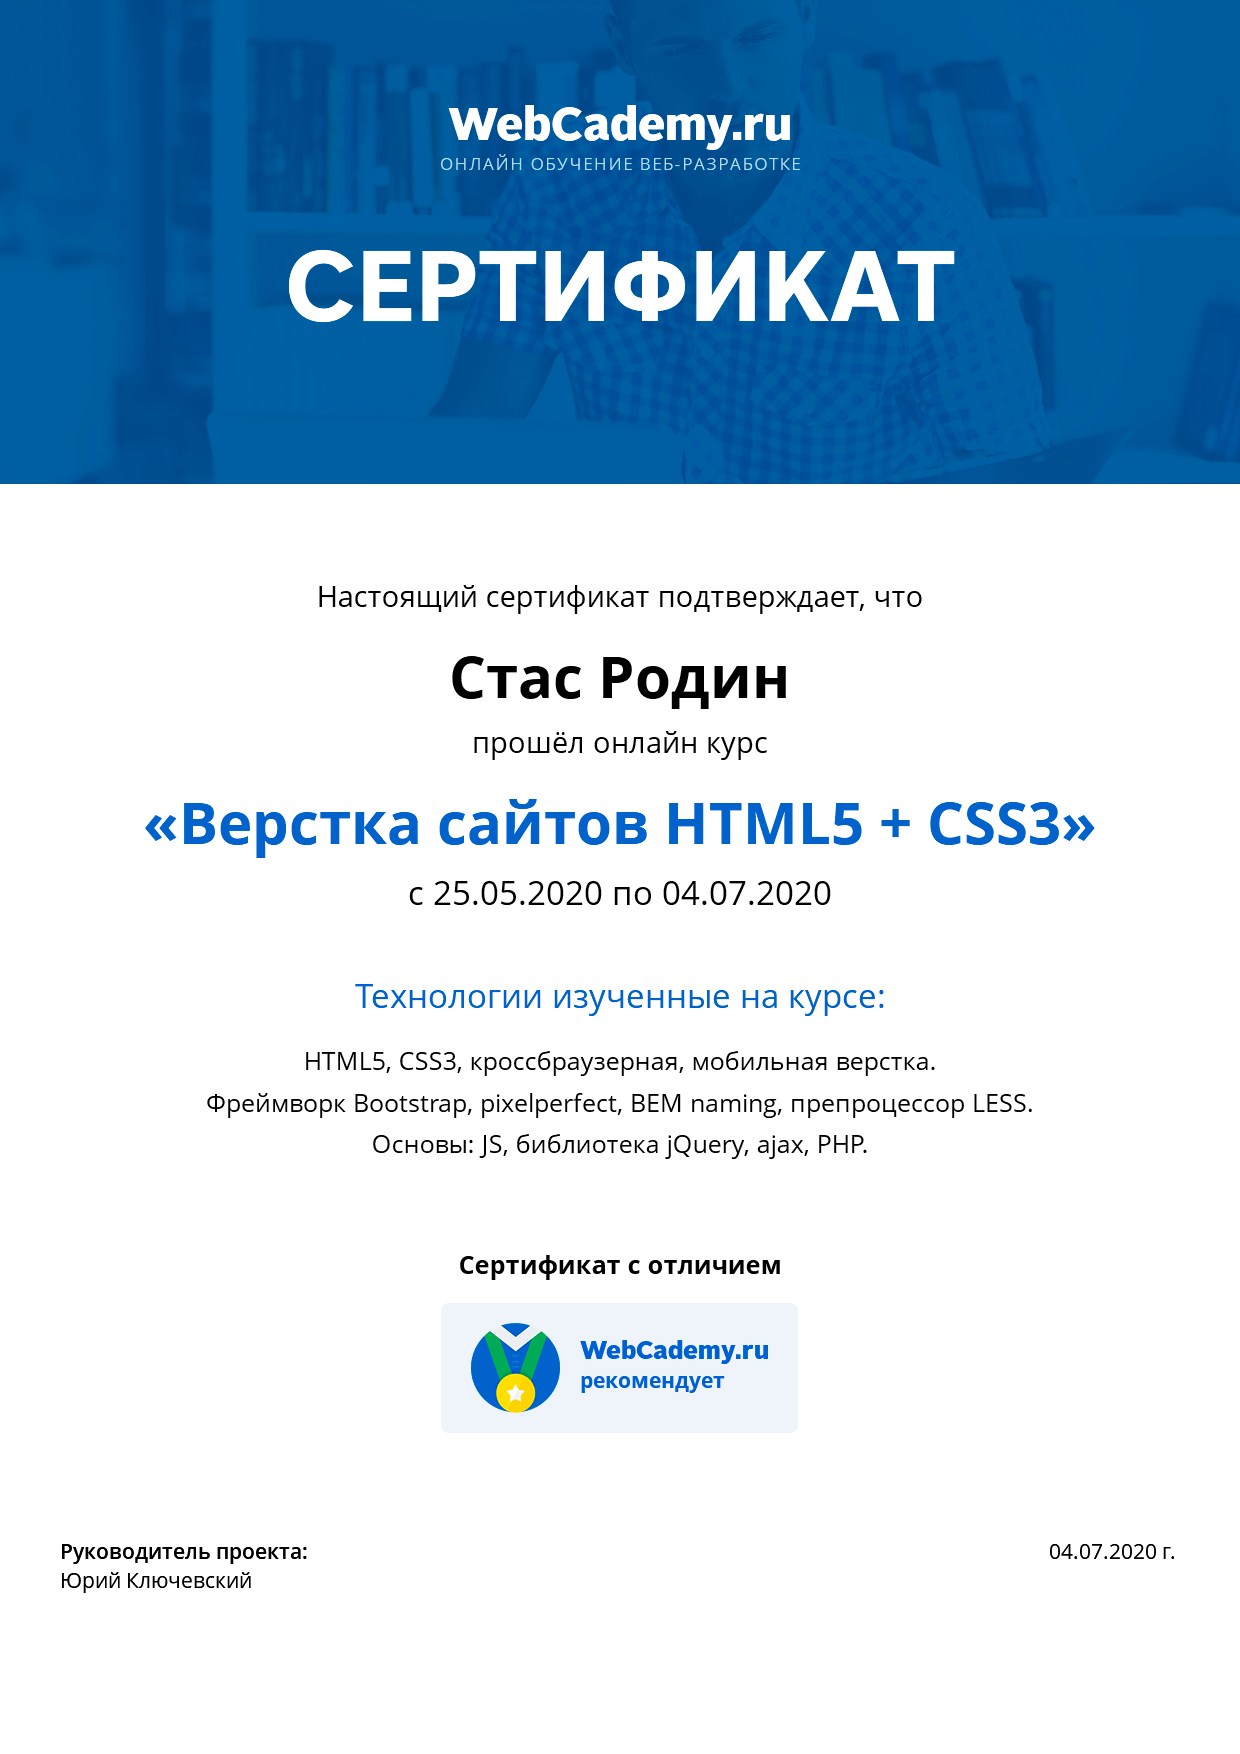 WebCademy.ru
ОНЛАЙН ОБУЧЕНИЕ ВЕБ-РАЗРАБОТКЕ
СЕРТИФИКАТ
Настоящий сертификат подтверждает, что
Стас Родин
прошёл онлайн курс
«Верстка сайтов HTML5 + CSS3»
с 25.05.2020 по 04.07.2020
Технологии изученные на курсе:
HTML5, CSS3, кроссбраузерная, мобильная верстка.
Фреймворк Bootstrap, pixelperfect, BEM naming, препроцессор LESS.
Основы: JS, библиотека jQuery, ajax, PHP.
Сертификат с отличием
WebCademy.ru
рекомендует
Руководитель проекта:
Юрий Ключевский
04.07.2020 г.